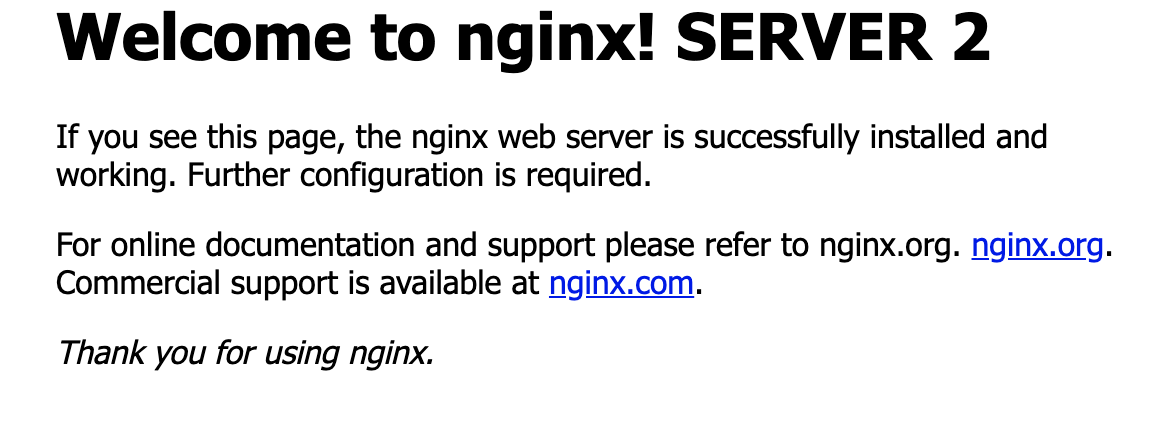 Welcome to nginx! SERVER 2
If you see this page, the nginx web server is successfully installed and
working. Further configuration is required.
For online documentation and support please refer to nginx.org. nginx.org.
Commercial support is available at nginx.com.
Thank you for using nginx.